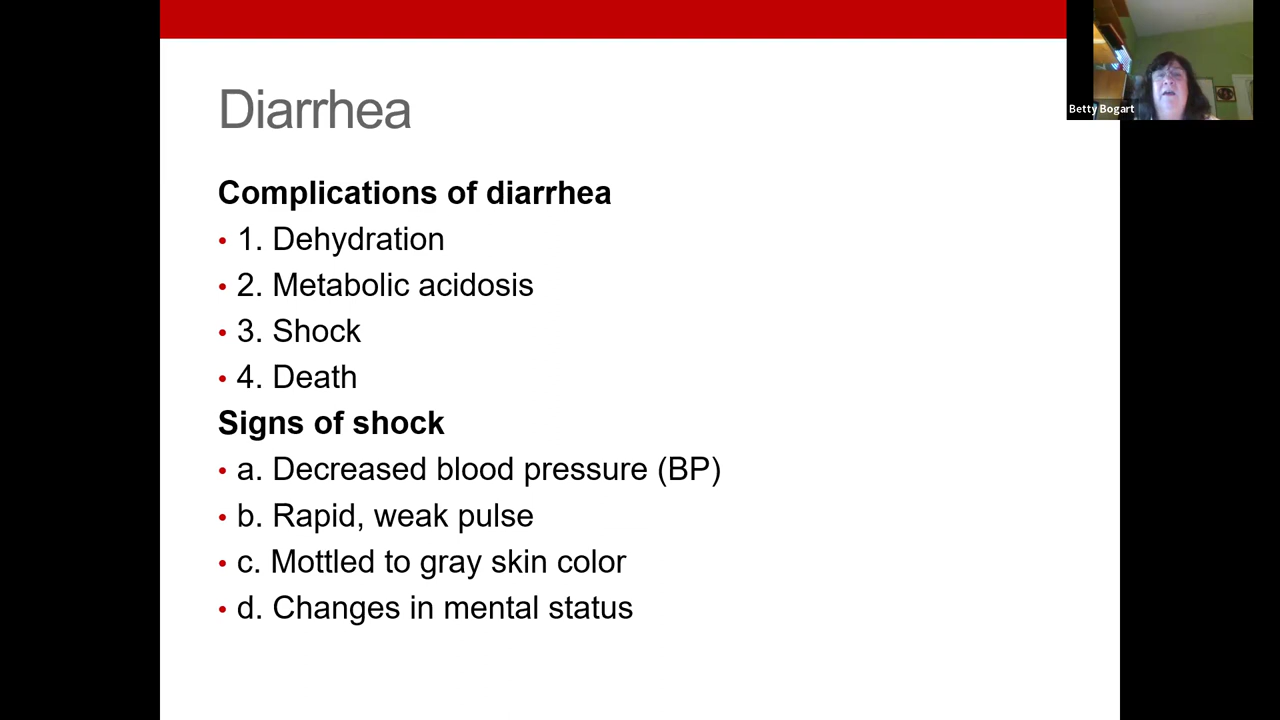 Diarrhea
Betty Bogart
Complications of diarrhea
• 1. Dehydration
• 2. Metabolic acidosis
• 3. Shock
• 4. Death
Signs of shock
• a. Decreased blood pressure (BP)
• b. Rapid, weak pulse
• c. Mottled to gray skin color
• d. Changes in mental status